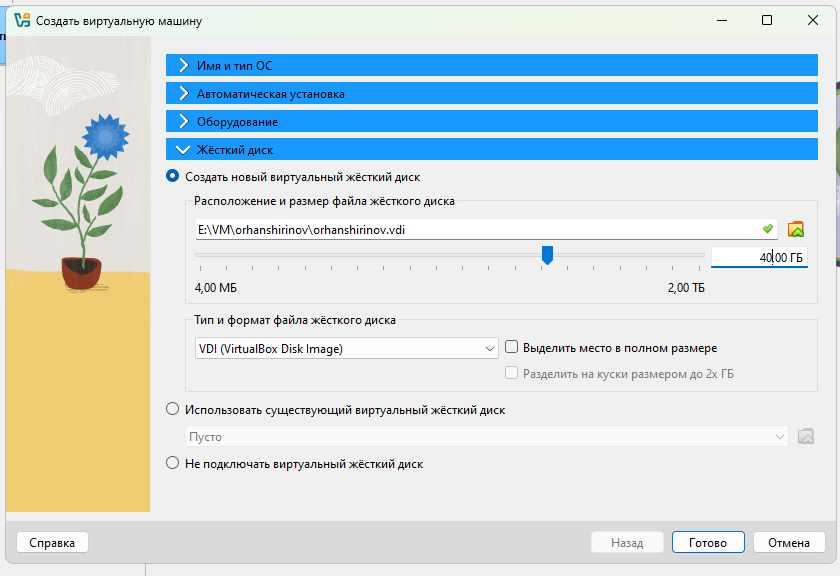 Создать виртуальную машину
Имя и тип ОС
Автоматическая установка
Оборудование
Жёсткий диск
Создать новый виртуальный жёсткий диск
Расположение и размер файла жёсткого диска
E:\VM\orhanshirinov\orhanshirinov.vdi
40,00 ГБ
4,00 МБ
2,00 ТБ
Тип и формат файла жёсткого диска
VDI (VirtualBox Disk Image)
Выделить место в полном размере
Разделить на куски размером до 2х ГБ
Использовать существующий виртуальный жёсткий диск
Пусто
Не подключать виртуальный жёсткий диск
Справка
Назад
Готово
Отмена